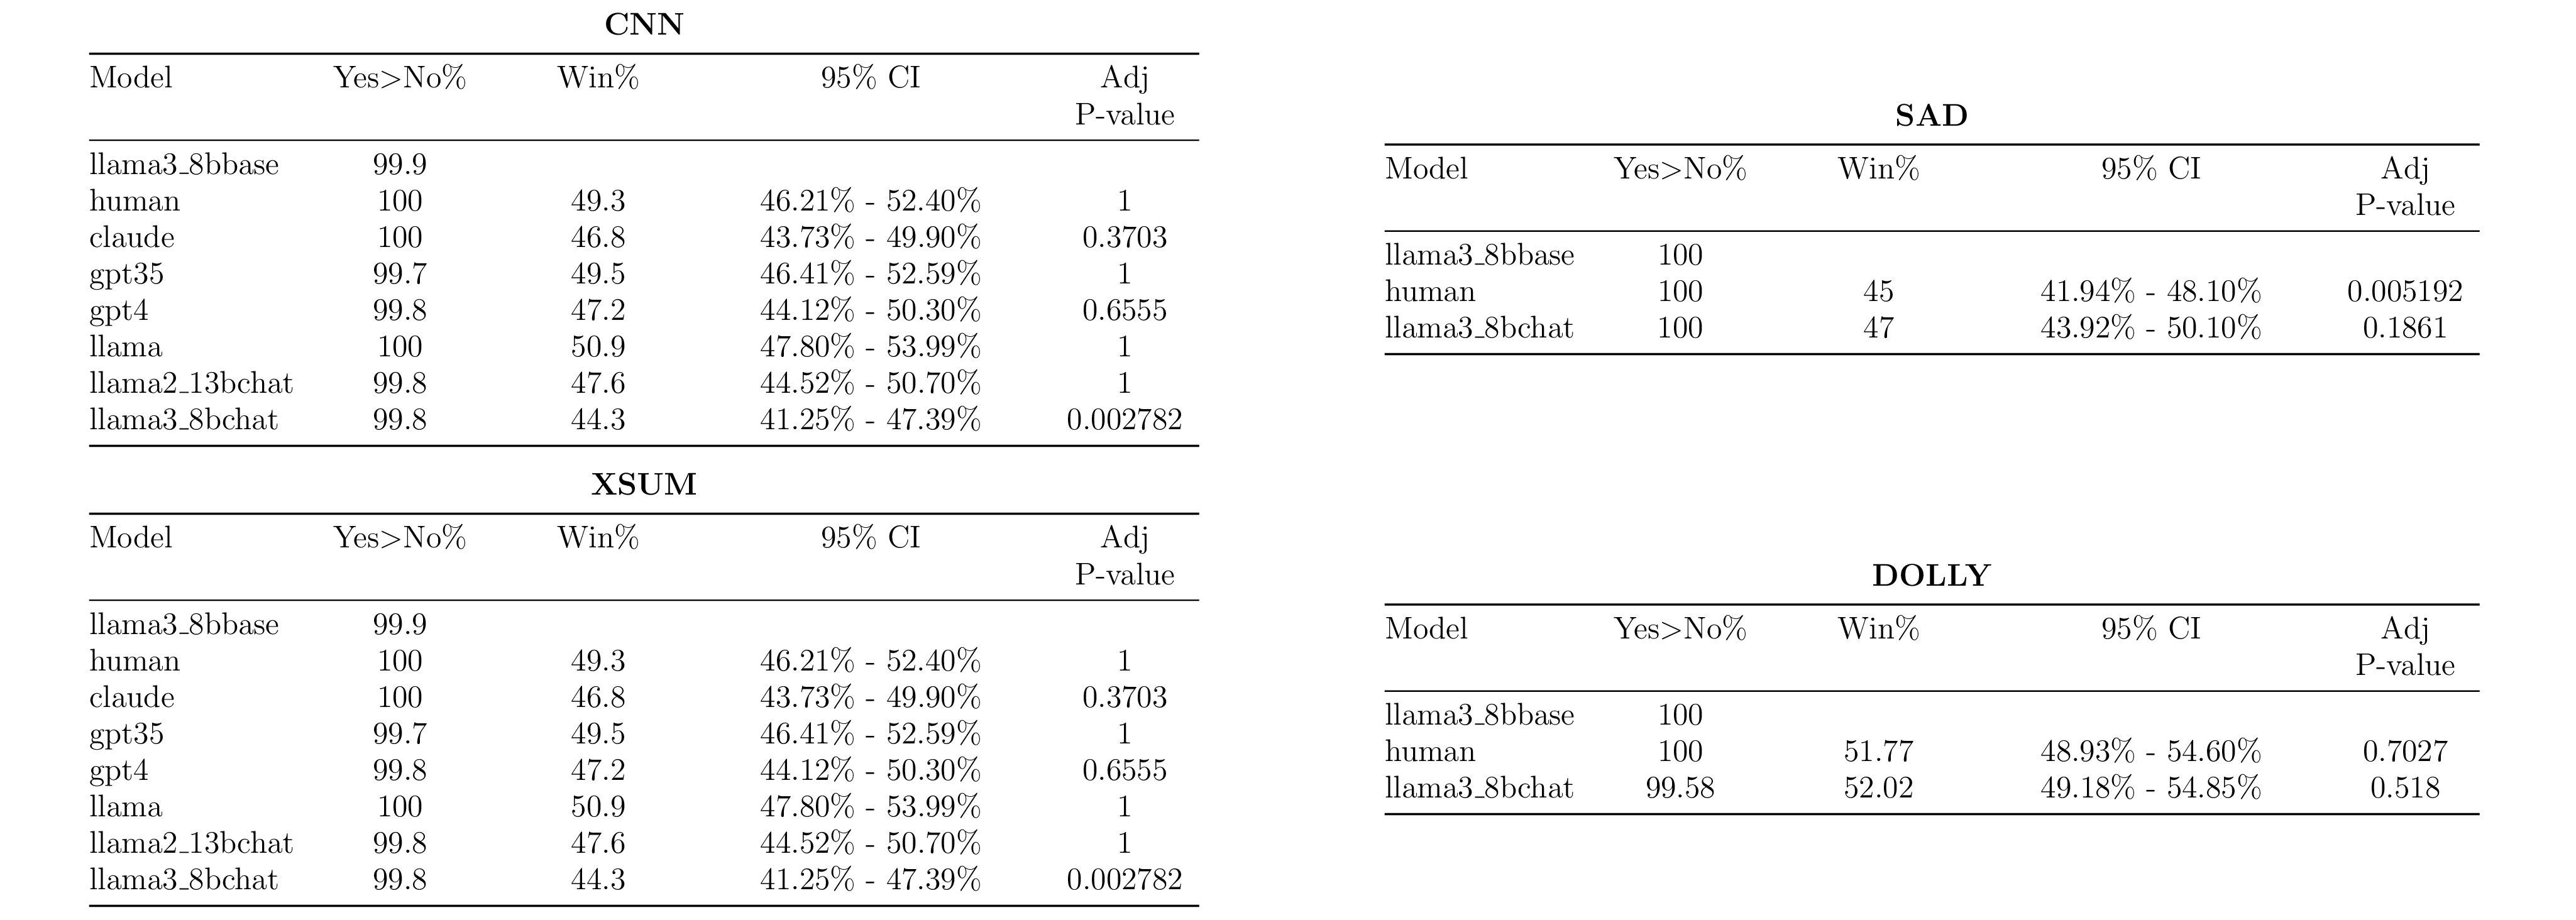 CNN
Model Yes>No% Win% 95% CI Adj
P-value
llama3_8bbase 99.9
human 100 49.3 46.21% - 52.40% 1
claude 100 46.8 43.73% - 49.90% 0.3703
gpt35 99.7 49.5 46.41% - 52.59% 1
gpt4 99.8 47.2 44.12% - 50.30% 0.6555
llama 100 50.9 47.80% - 53.99% 1
llama2_13bchat 99.8 47.6 44.52% - 50.70% 1
llama3_8bchat 99.8 44.3 41.25% - 47.39% 0.002782
SAD
Model Yes>No% Win% 95% CI Adj
P-value
llama3_8bbase 100
human 100 45 41.94% - 48.10% 0.005192
llama3_8bchat 100 47 43.92% - 50.10% 0.1861
XSUM
Model Yes>No% Win% 95% CI Adj
P-value
llama3_8bbase 99.9
human 100 49.3 46.21% - 52.40% 1
claude 100 46.8 43.73% - 49.90% 0.3703
gpt35 99.7 49.5 46.41% - 52.59% 1
gpt4 99.8 47.2 44.12% - 50.30% 0.6555
llama 100 50.9 47.80% - 53.99% 1
llama2_13bchat 99.8 47.6 44.52% - 50.70% 1
llama3_8bchat 99.8 44.3 41.25% - 47.39% 0.002782
DOLLY
Model Yes>No% Win% 95% CI Adj
P-value
llama3_8bbase 100
human 100 51.77 48.93% - 54.60% 0.7027
llama3_8bchat 99.58 52.02 49.18% - 54.85% 0.518